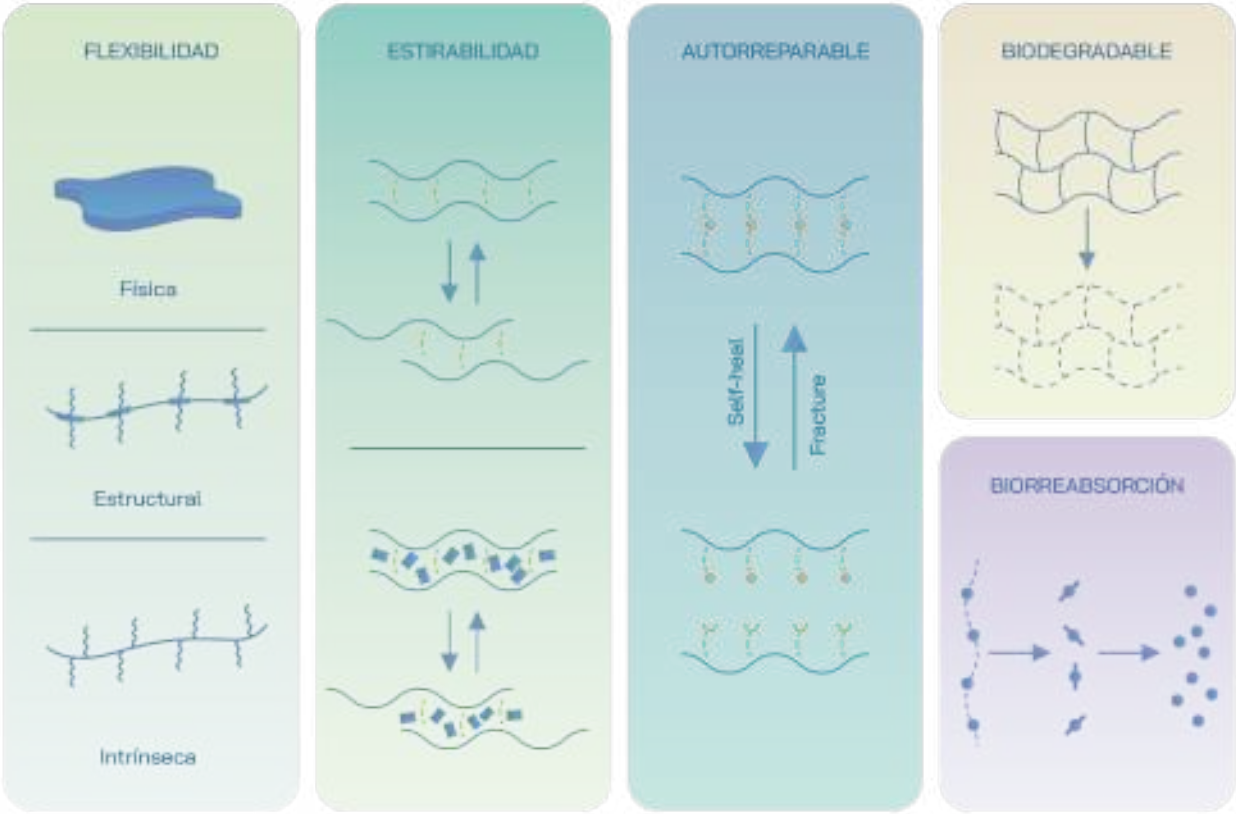 FLEXIBILIDAD
Física
Estructural
Intrínseca
ESTIRABILIDAD
AUTORREPARABLE
Self-heal
Fracture
BIODEGRADABLE
BIORREABSORCIÓN